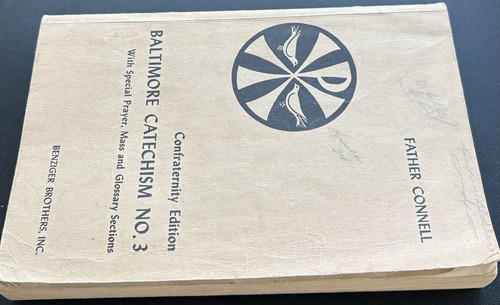 FATHER CONNELL
Confraternity Edition
BALTIMORE CATECHISM NO. 3
With Special Prayer, Mass and Glossary Sections
BENZIGER BROTHERS, INC.